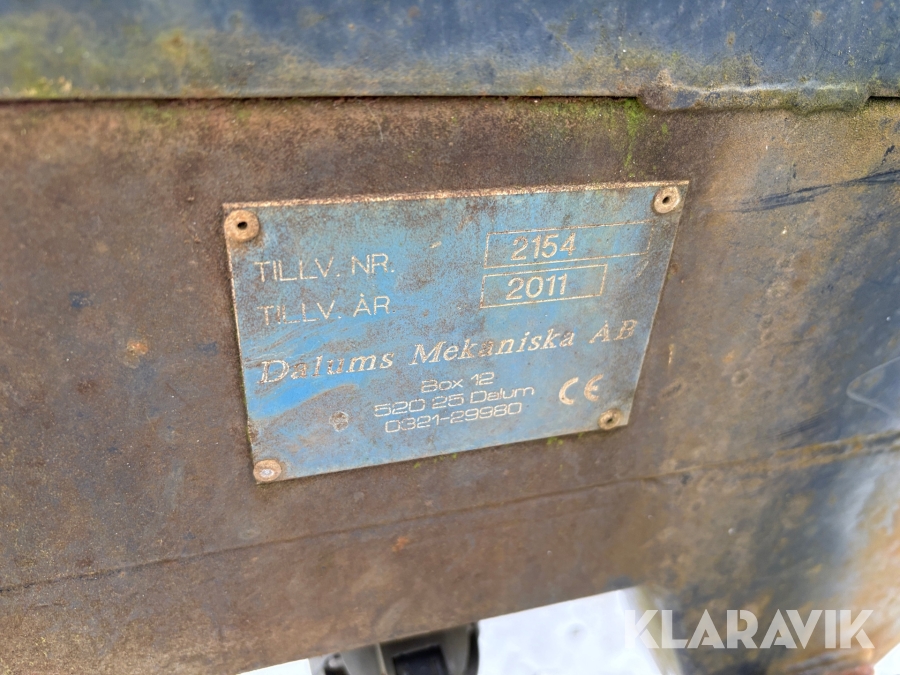 TILLV. NR. 2154
TILLV. ÅR. 2011
Dalums Mekaniska AB
Box 12
520 25 Dalum
0321-29980
CE
KLARAVIK